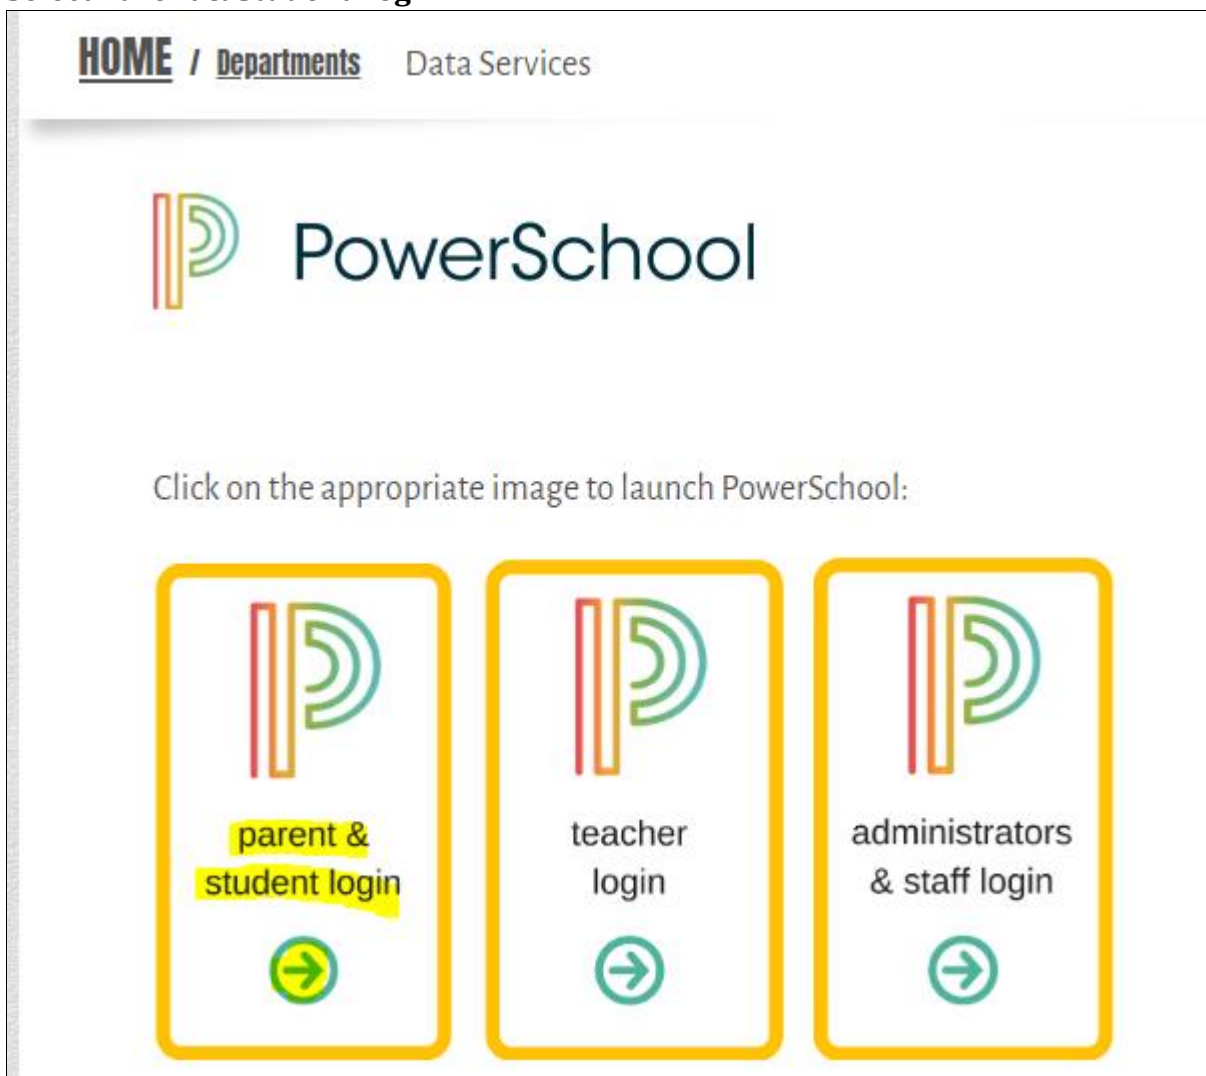 HOME / Departments Data Services
PowerSchool
Click on the appropriate image to launch PowerSchool:
parent &
student login
teacher
login
administrators
& staff login